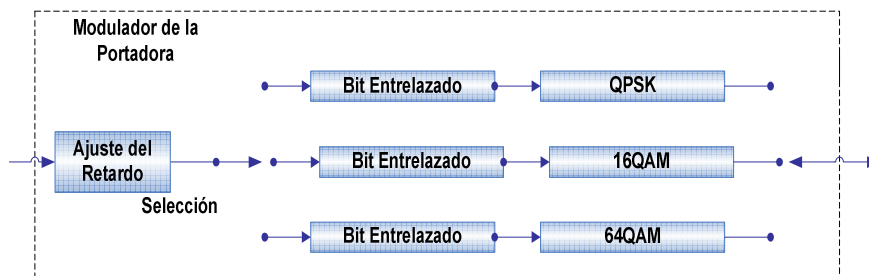 Modulador de la
Portadora
Bit Entrelazado
QPSK
Ajuste del
Retardo
Bit Entrelazado
16QAM
Selección
Bit Entrelazado
64QAM